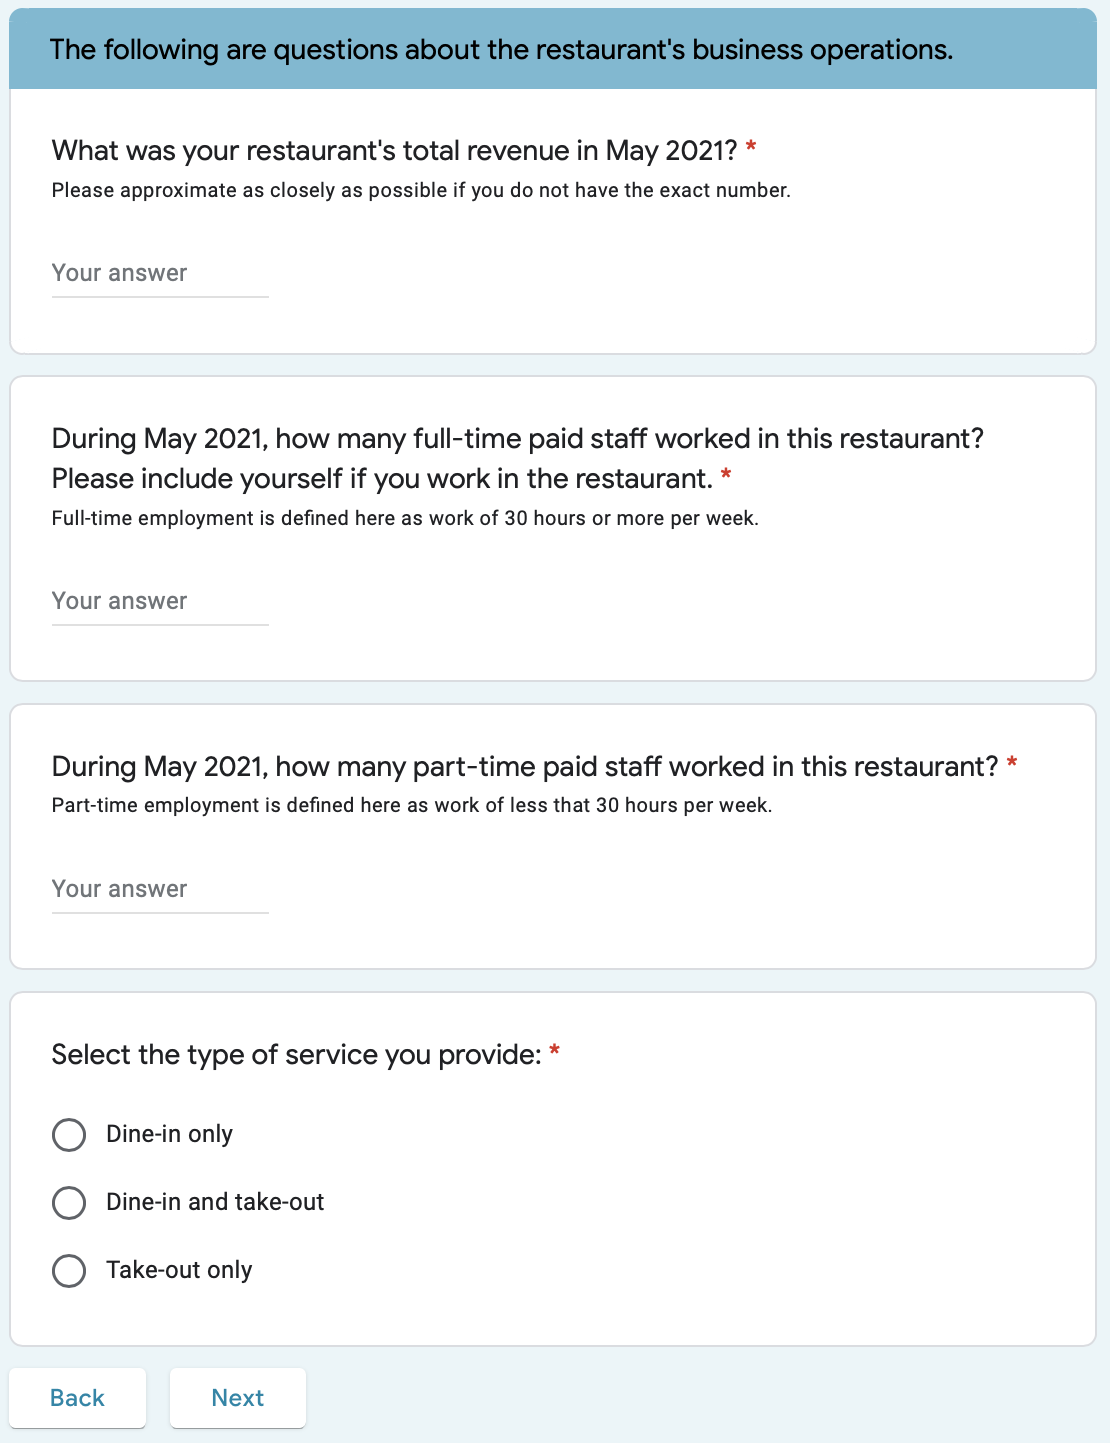 The following are questions about the restaurant's business operations.
What was your restaurant's total revenue in May 2021? *
Please approximate as closely as possible if you do not have the exact number.
Your answer
During May 2021, how many full-time paid staff worked in this restaurant?
Please include yourself if you work in the restaurant. *
Full-time employment is defined here as work of 30 hours or more per week.
Your answer
During May 2021, how many part-time paid staff worked in this restaurant? *
Part-time employment is defined here as work of less that 30 hours per week.
Your answer
Select the type of service you provide: *
Dine-in only
Dine-in and take-out
Take-out only
Back Next